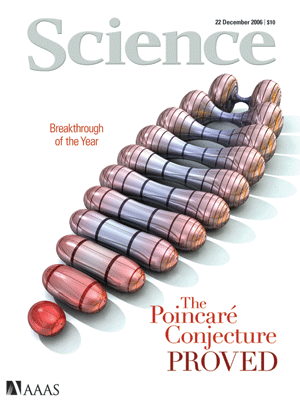 22 December 2006 | $10
Science
Breakthrough
of the Year
The
Poincaré
Conjecture
PROVED
AAAS